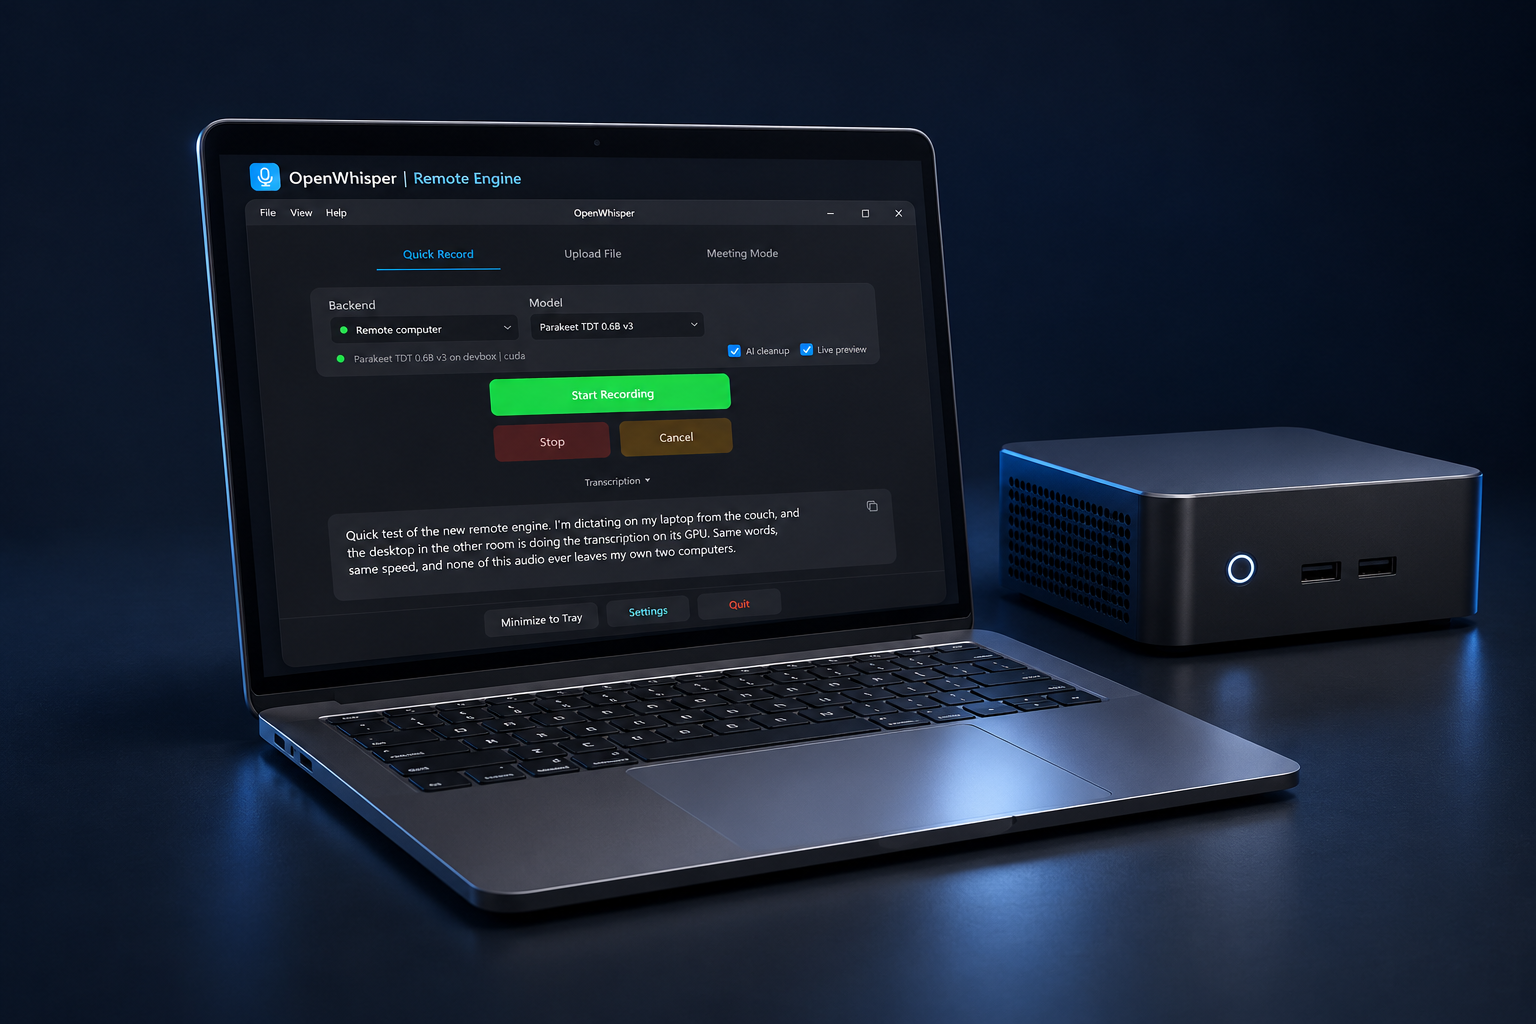 OpenWhisper | Remote Engine
File View Help OpenWhisper
Quick Record Upload File Meeting Mode
Backend Model
Remote computer Parakeet TDT 0.6B v3
Parakeet TDT 0.6B v3 on devbox | cuda AI cleanup Live preview
Start Recording
Stop Cancel
Transcription
Quick test of the new remote engine. I'm dictating on my laptop from the couch, and
the desktop in the other room is doing the transcription on its GPU. Same words,
same speed, and none of this audio ever leaves my own two computers.
Minimize to Tray Settings Quit